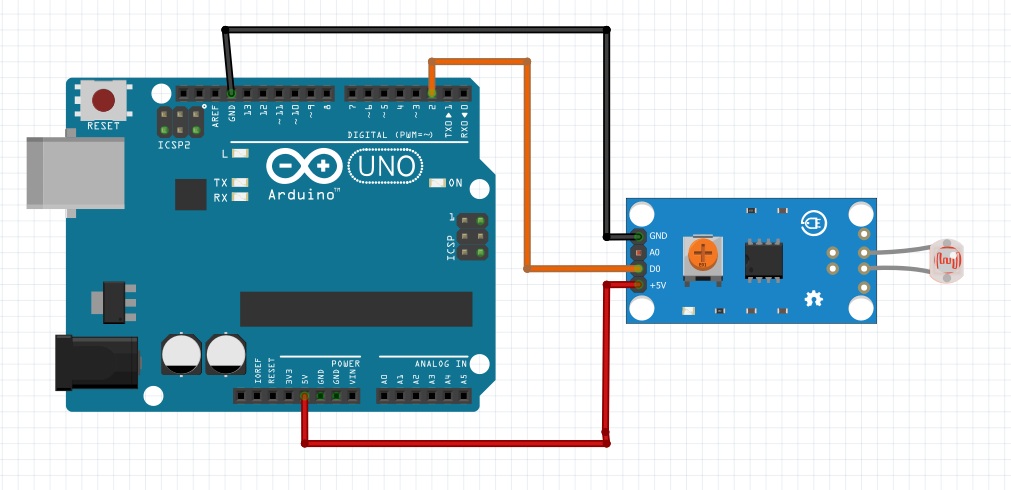 RESET
ICSP2
AREF
GND
13
12
~11
~10
~9
8
7
~6
~5
4
~3
2
TX0 1
RX0 0
DIGITAL (PWM=~)
L
TX
RX
Arduino™
UNO
ON
1
ICSP
IOREF
RESET
3V3
5V
GND
GND
VIN
POWER
ANALOG IN
A0
A1
A2
A3
A4
A5
GND
A0
D0
+5V